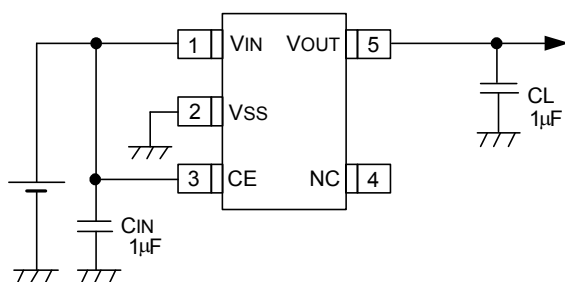 1 VIN VOUT 5
2 VSS
3 CE NC 4
CIN
1μF
CL
1μF